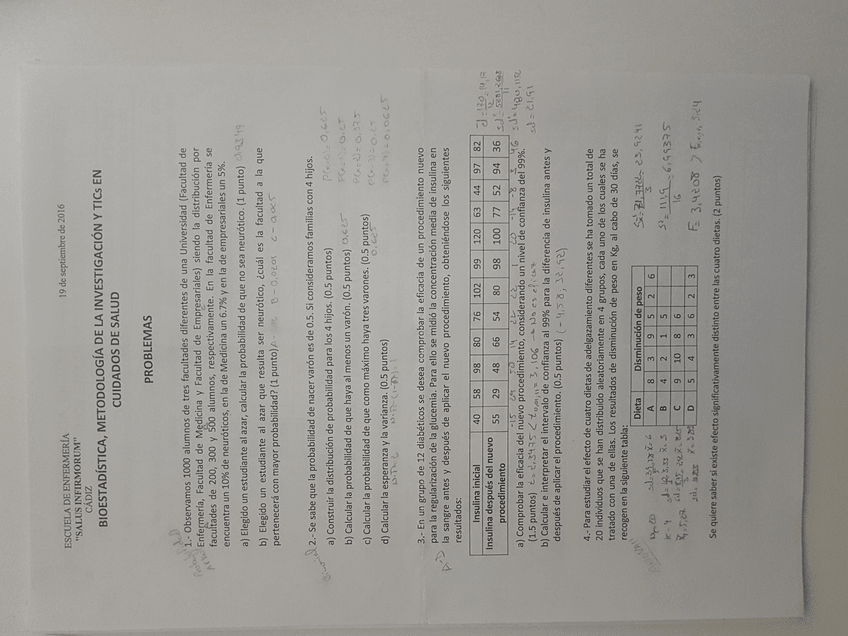 ESCUELA DE ENFERMERÍA
"SALUS INFIRMORUM"
CÁDIZ
19 de septiembre de 2016
BIOESTADÍSTICA, METODOLOGÍA DE LA INVESTIGACIÓN Y TICs EN
CUIDADOS DE SALUD
PROBLEMAS
1.- Observamos 1000 alumnos de tres facultades diferentes de una Universidad (Facultad de
Enfermería, Facultad de Medicina y Facultad de Empresariales) siendo la distribución por
facultades de 200, 300 y 500 alumnos, respectivamente. En la facultad de Enfermería se
encuentra un 10% de neuróticos, en la de Medicina un 6.7% y en la de empresariales un 5%.
a) Elegido un estudiante al azar, calcular la probabilidad de que no sea neurótico. (1 punto)
b) Elegido un estudiante al azar que resulta ser neurótico, ¿cuál es la facultad a la que
pertenecerá con mayor probabilidad? (1 punto)
2.- Se sabe que la probabilidad de nacer varón es de 0.5. Si consideramos familias con 4 hijos.
a) Construir la distribución de probabilidad para los 4 hijos. (0.5 puntos)
b) Calcular la probabilidad de que haya al menos un varón. (0.5 puntos)
c) Calcular la probabilidad de que como máximo haya tres varones. (0.5 puntos)
d) Calcular la esperanza y la varianza. (0.5 puntos)
3.- En un grupo de 12 diabéticos se desea comprobar la eficacia de un procedimiento nuevo
para la regularización de la glucemia. Para ello se midió la concentración media de insulina en
la sangre antes y después de aplicar el nuevo procedimiento, obteniéndose los siguientes
resultados:
Insulina inicial 40 58 98 80 76 102 99 120 63 44 97 82
Insulina después del nuevo procedimiento 55 29 48 66 54 80 98 100 77 52 94 36
a) Comprobar la eficacia del nuevo procedimiento, considerando un nivel de confianza del 99%.
(1.5 puntos)
b) Calcular e interpretar el intervalo de confianza al 99% para la diferencia de insulina antes y
después de aplicar el procedimiento. (0.5 puntos)
4.- Para estudiar el efecto de cuatro dietas de adelgazamiento diferentes se ha tomado un total de
20 individuos que se han distribuido aleatoriamente en 4 grupos, cada uno de los cuales se ha
tratado con una de ellas. Los resultados de disminución de peso en Kg, al cabo de 30 días, se
recogen en la siguiente tabla:
Dieta Disminución de peso
A 8 3 9 5 2 6
B 4 2 1 5
C 9 10 8 6
D 5 4 3 6 2 3
Se quiere saber si existe efecto significativamente distinto entre las cuatro dietas. (2 puntos)